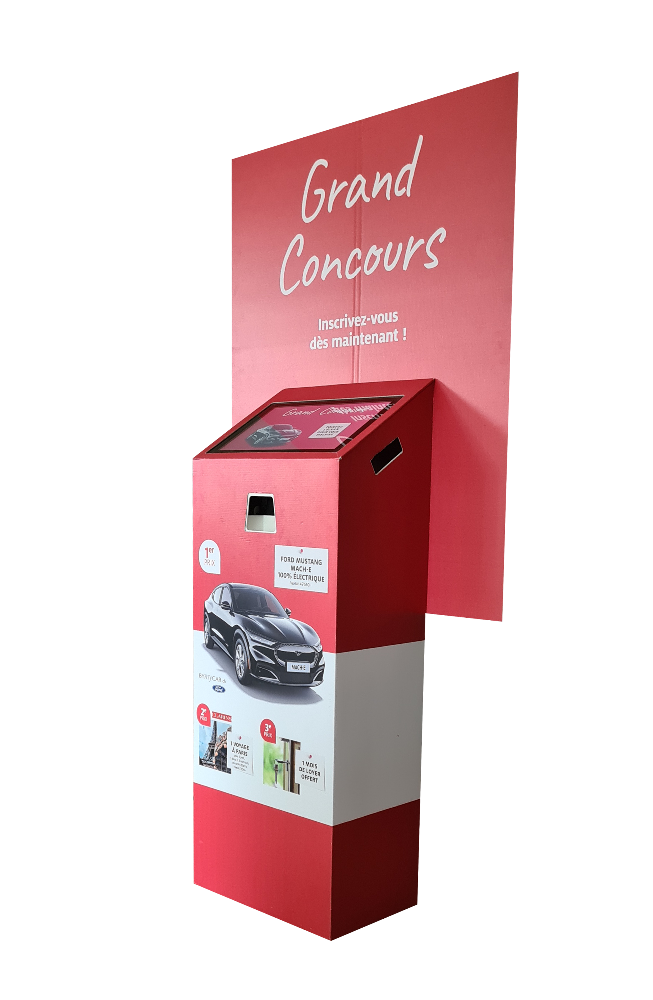 Grand
Concours
Inscrivez-vous
dès maintenant !
Grand Concours
TOUCHEZ
L'ÉCRAN
POUR VOUS
INSCRIRE
1er
PRIX
FORD MUSTANG
MACH-E
100% ÉLECTRIQUE
Valeur 49'560.-
MACH-E
BYmyCAR.ch
Ford
2e
PRIX
CLARINS
1 VOYAGE
À PARIS
pour 2 pers.,
3 jours et 2 nuits avec
soins SPA Clarins
Valeur 5'000.-
3e
PRIX
1 MOIS
DE LOYER
OFFERT